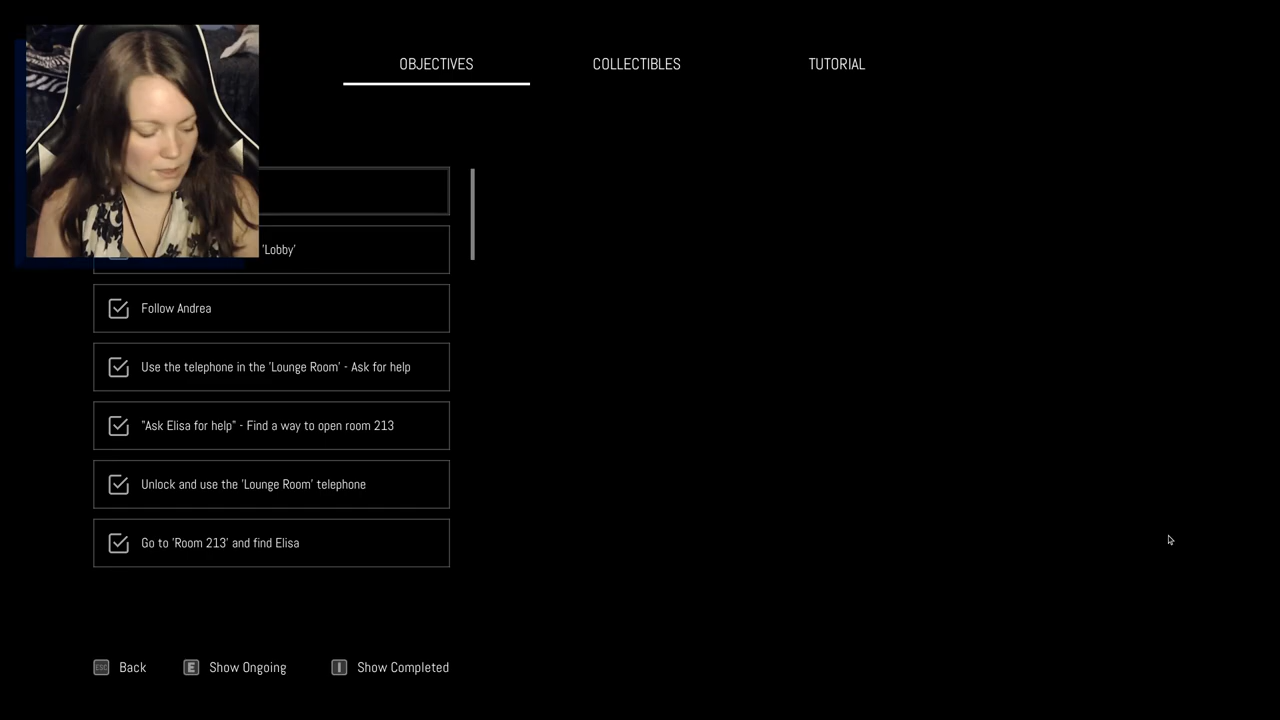 OBJECTIVES
COLLECTIBLES
TUTORIAL
'Lobby'
Follow Andrea
Use the telephone in the 'Lounge Room' - Ask for help
"Ask Elisa for help" - Find a way to open room 213
Unlock and use the 'Lounge Room' telephone
Go to 'Room 213' and find Elisa
ESC Back E Show Ongoing I Show Completed